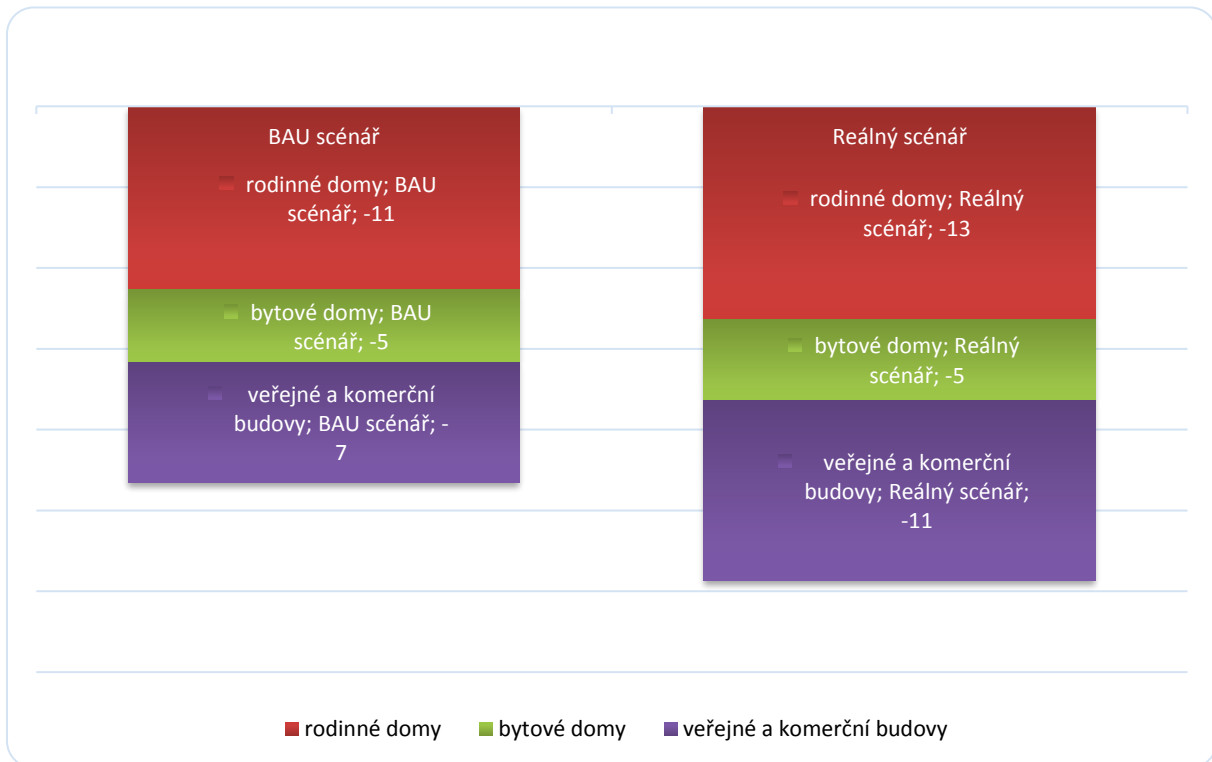 BAU scénář
rodinné domy; BAU
scénář; -11
bytové domy; BAU
scénář; -5
veřejné a komerční
budovy; BAU scénář; -
7
Reálný scénář
rodinné domy; Reálný
scénář; -13
bytové domy; Reálný
scénář; -5
veřejné a komerční
budovy; Reálný scénář;
-11
rodinné domy
bytové domy
veřejné a komerční budovy